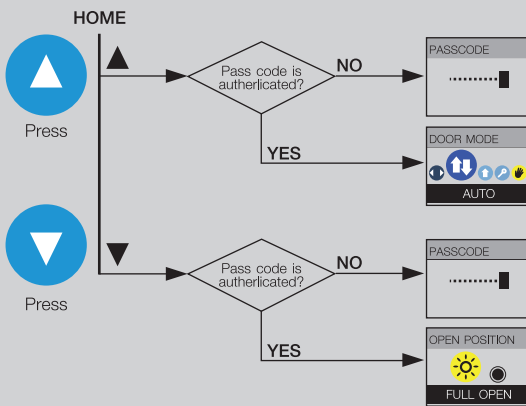 HOME
Press
Pass code is
autherlicated?
NO
PASSCODE
YES
DOOR MODE
AUTO
Press
Pass code is
autherlicated?
NO
PASSCODE
YES
OPEN POSITION
FULL OPEN